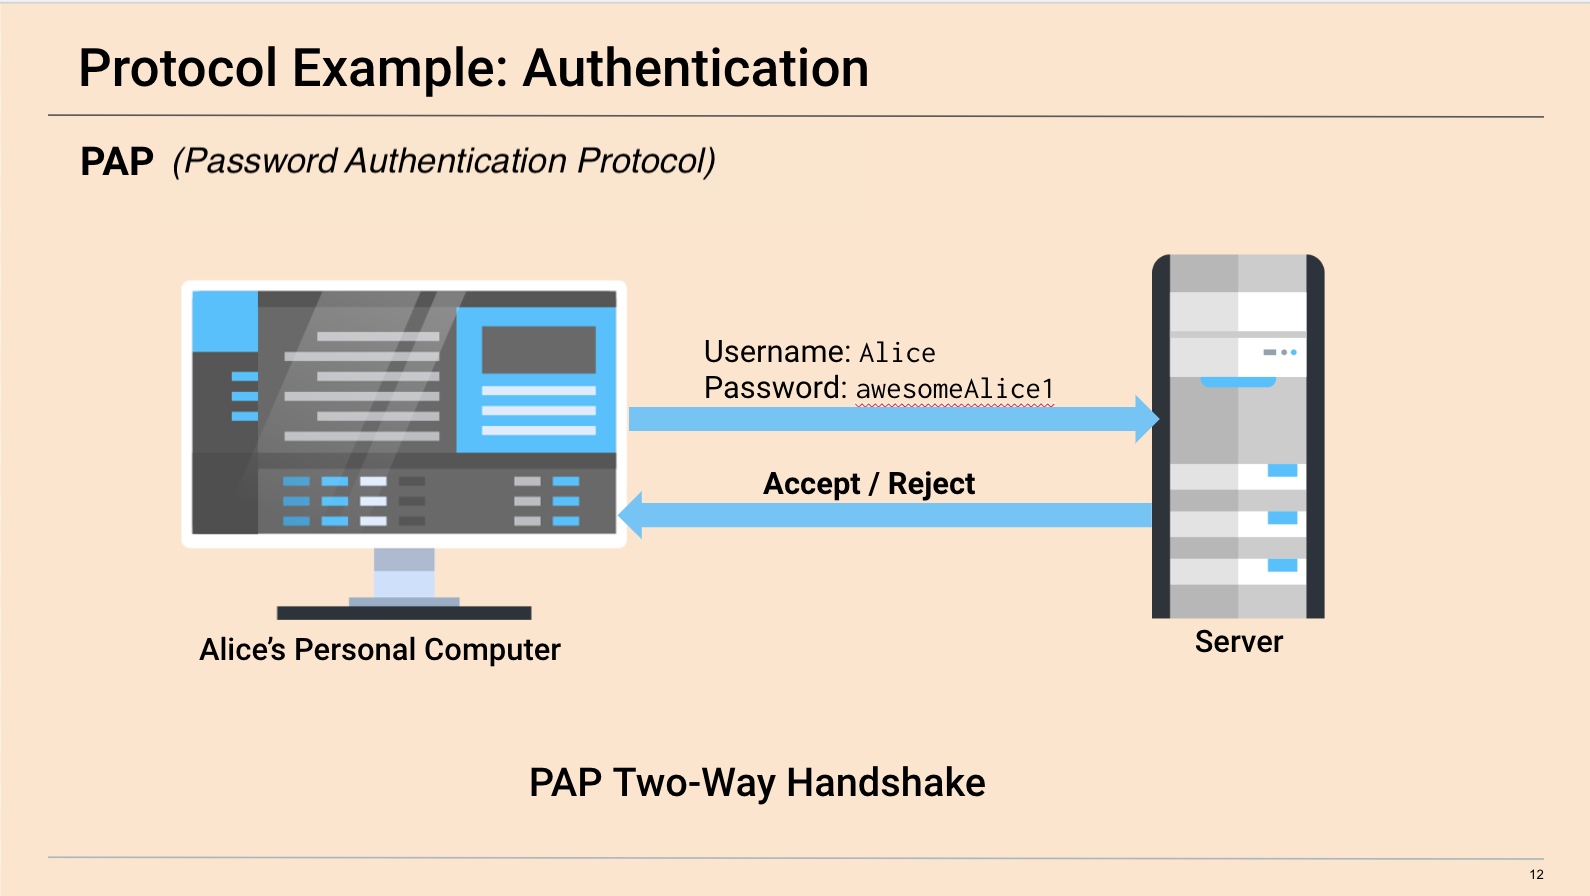 Protocol Example: Authentication
PAP (Password Authentication Protocol)
Username: Alice
Password: awesomeAlice1
Accept / Reject
Alice’s Personal Computer
Server
PAP Two-Way Handshake
12